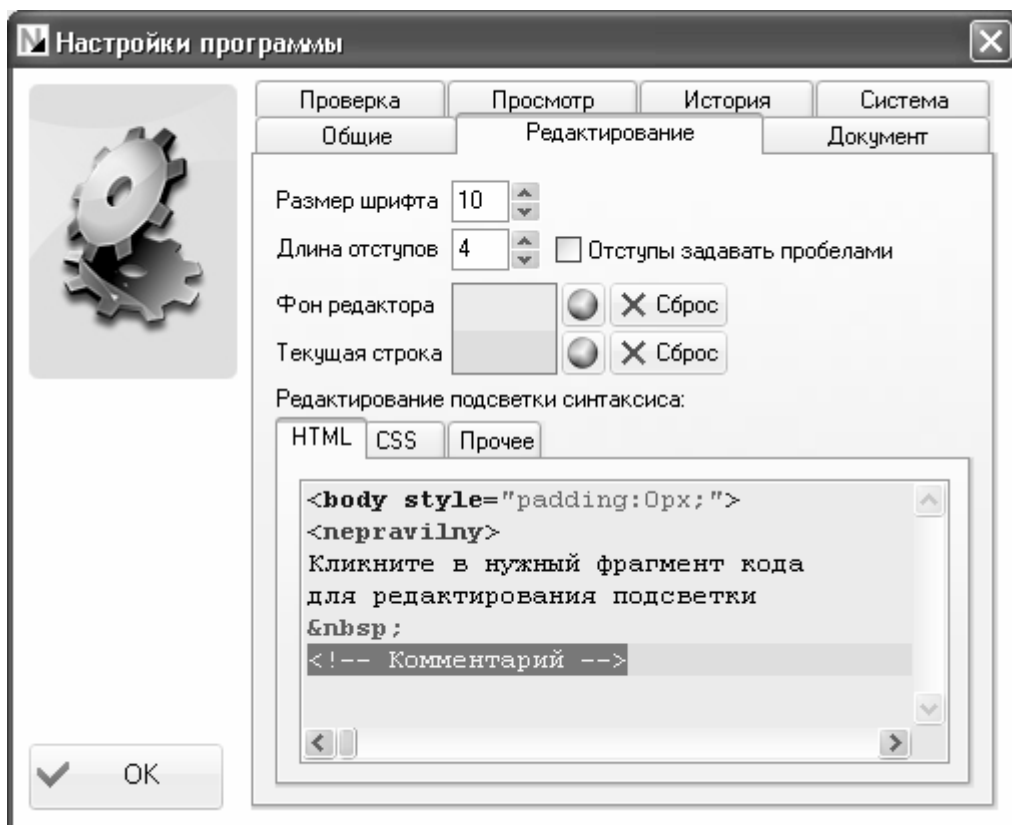 Настройки программы
Проверка Просмотр История Система
Общие Редактирование Документ
Размер шрифта 10
Длина отступов 4 Отступы задавать пробелами
Фон редактора Сброс
Текущая строка Сброс
Редактирование подсветки синтаксиса:
HTML CSS Прочее
<body style="padding:0px;">
<nepravilny>
Кликните в нужный фрагмент кода
для редактирования подсветки
&nbsp;
<!-- Комментарий -->
OK